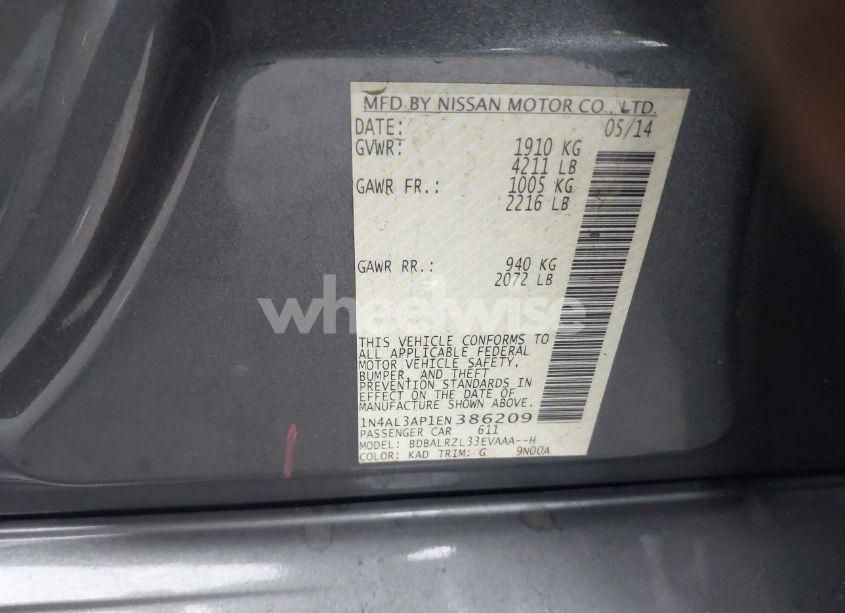 MFD.BY NISSAN MOTOR CO., LTD.
DATE: 05/14
GVWR: 1910 KG
4211 LB
GAWR FR.: 1005 KG
2216 LB
GAWR RR.: 940 KG
2072 LB
wheelwise
THIS VEHICLE CONFORMS TO
ALL APPLICABLE FEDERAL
MOTOR VEHICLE SAFETY,
BUMPER, AND THEFT
PREVENTION STANDARDS IN
EFFECT ON THE DATE OF
MANUFACTURE SHOWN ABOVE.
1N4AL3AP1EN386209
PASSENGER CAR 611
MODEL: BDBALRZL33EVAAA--H
COLOR: KAD TRIM: G 9N00A